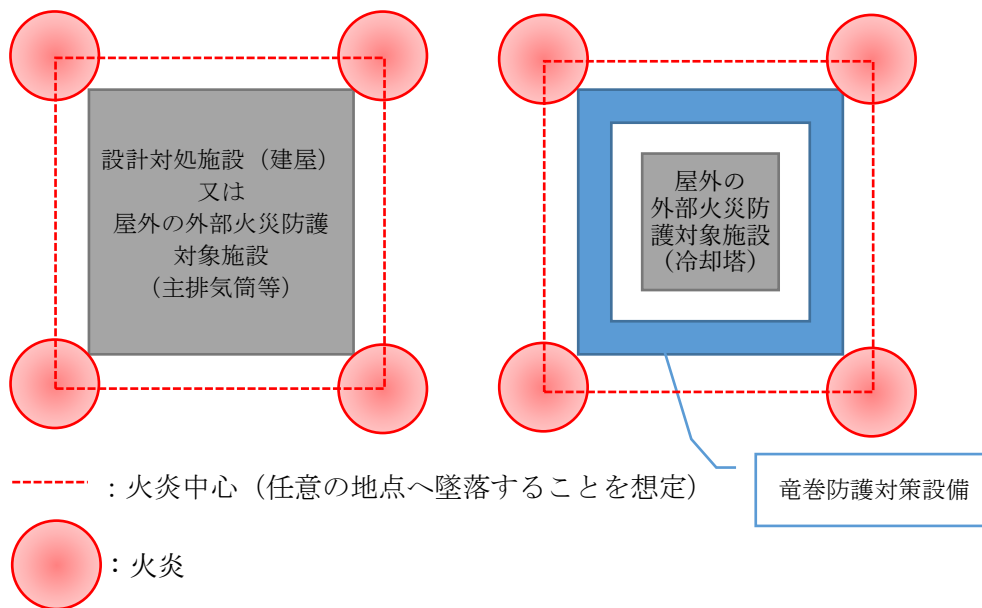 設計対処施設（建屋）
又は
屋外の外部火災防護
対象施設
（主排気筒等）
屋外の
外部火災防
護対象施設
（冷却塔）
：火炎中心（任意の地点へ墜落することを想定）
竜巻防護対策設備
：火炎